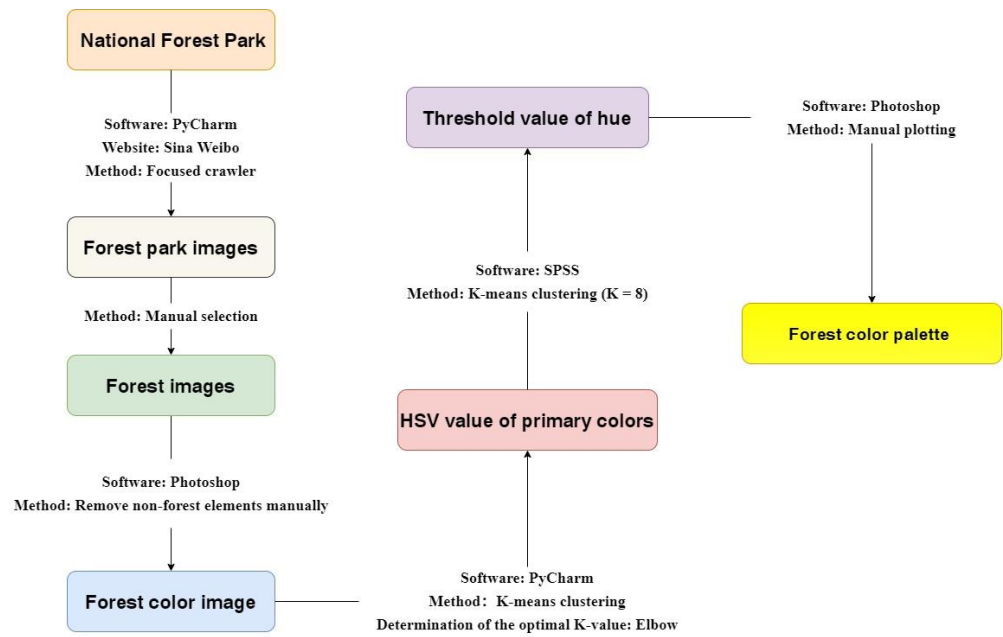 National Forest Park
Software: PyCharm
Website: Sina Weibo
Method: Focused crawler
Forest park images
Method: Manual selection
Forest images
Software: Photoshop
Method: Remove non-forest elements manually
Forest color image
Software: PyCharm
Method：K-means clustering
Determination of the optimal K-value: Elbow
HSV value of primary colors
Software: SPSS
Method: K-means clustering (K = 8)
Threshold value of hue
Software: Photoshop
Method: Manual plotting
Forest color palette